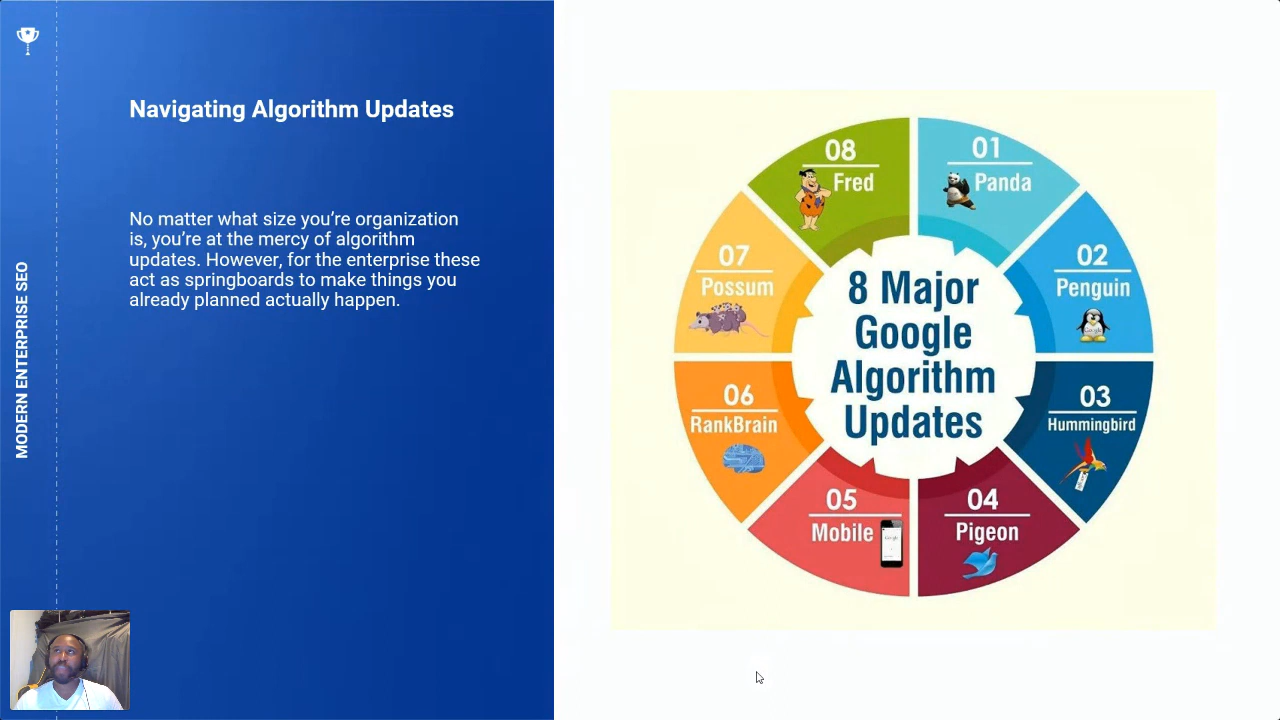 MODERN ENTERPRISE SEO
Navigating Algorithm Updates
No matter what size you’re organization
is, you’re at the mercy of algorithm
updates. However, for the enterprise these
act as springboards to make things you
already planned actually happen.
8 Major
Google
Algorithm
Updates
01
Panda
02
Penguin
Google
03
Hummingbird
04
Pigeon
05
Mobile
Google
06
RankBrain
07
Possum
08
Fred